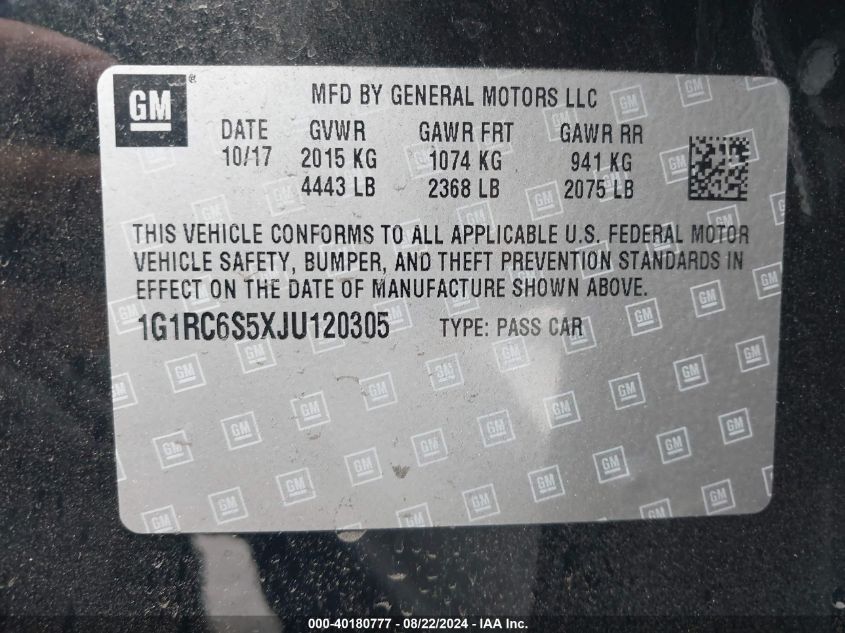 GM
®
MFD BY GENERAL MOTORS LLC
DATE GVWR GAWR FRT GAWR RR
10/17 2015 KG 1074 KG 941 KG
4443 LB 2368 LB 2075 LB
THIS VEHICLE CONFORMS TO ALL APPLICABLE U.S. FEDERAL MOTOR
VEHICLE SAFETY, BUMPER, AND THEFT PREVENTION STANDARDS IN
EFFECT ON THE DATE OF MANUFACTURE SHOWN ABOVE.
1G1RC6S5XJU120305 TYPE: PASS CAR
000-40180777 - 08/22/2024 - IAAI.COM.